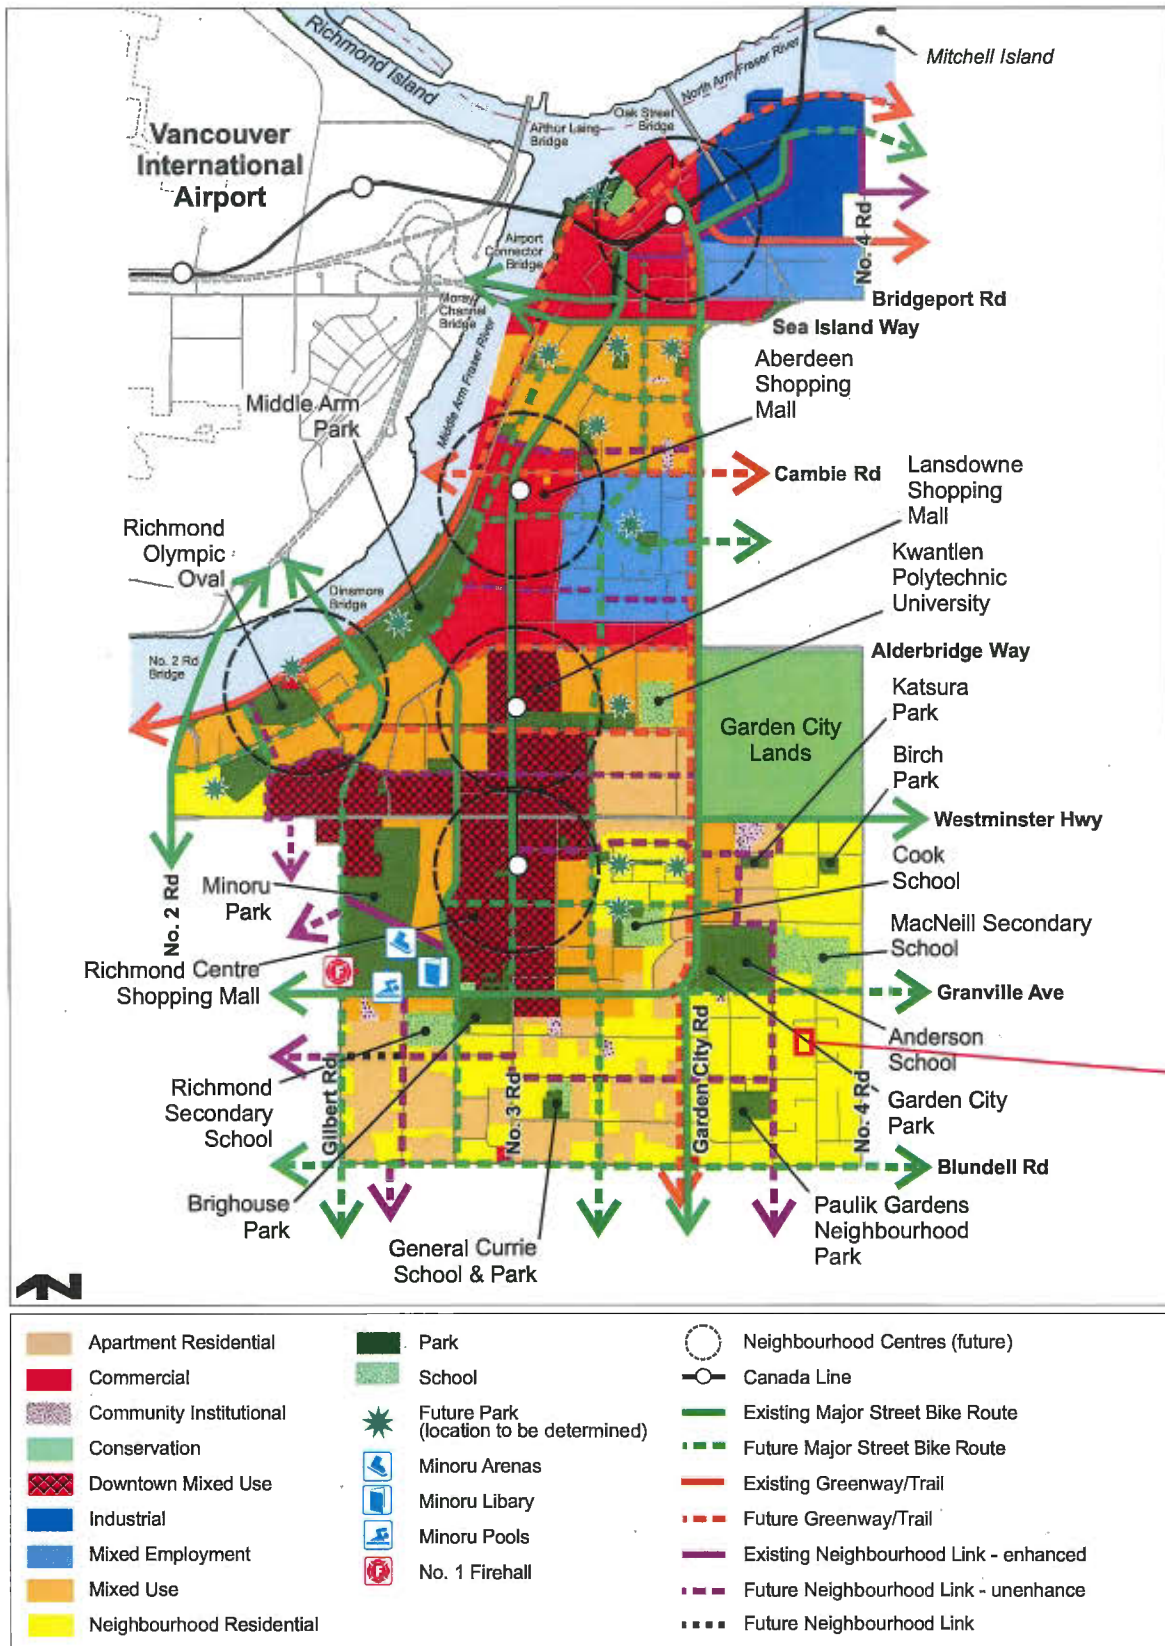 Mitchell Island
Richmond Island
North Arm Fraser River
Oak Street
Bridge
Arthur Laing
Bridge
Vancouver
International
Airport
No. 4 Rd
Airport
Connector
Bridge
Moray
Channel
Bridge
Bridgeport Rd
Sea Island Way
Middle Arm Fraser River
Aberdeen
Shopping
Mall
Middle Arm
Park
Cambie Rd
Lansdowne
Shopping
Mall
Richmond
Olympic
Oval
Kwantlen
Polytechnic
University
Dinsmore
Bridge
No. 2 Rd
Bridge
Alderbridge Way
Katsura
Park
Garden City
Lands
Birch
Park
Westminster Hwy
Cook
School
No. 2 Rd
Minoru
Park
No. 3 Rd
MacNeill Secondary
School
Richmond Centre
Shopping Mall
F
Granville Ave
Anderson
School
Gilbert Rd
No. 3 Rd
Garden City Rd
No. 4 Rd
Richmond
Secondary
School
Garden City
Park
Blundell Rd
Brighouse
Park
General Currie
School & Park
Paulik Gardens
Neighbourhood
Park
N
Apartment Residential
Commercial
Community Institutional
Conservation
Downtown Mixed Use
Industrial
Mixed Employment
Mixed Use
Neighbourhood Residential
Park
School
Future Park
(location to be determined)
Minoru Arenas
Minoru Libary
Minoru Pools
F
No. 1 Firehall
Neighbourhood Centres (future)
Canada Line
Existing Major Street Bike Route
Future Major Street Bike Route
Existing Greenway/Trail
Future Greenway/Trail
Existing Neighbourhood Link - enhanced
Future Neighbourhood Link - unenhance
Future Neighbourhood Link